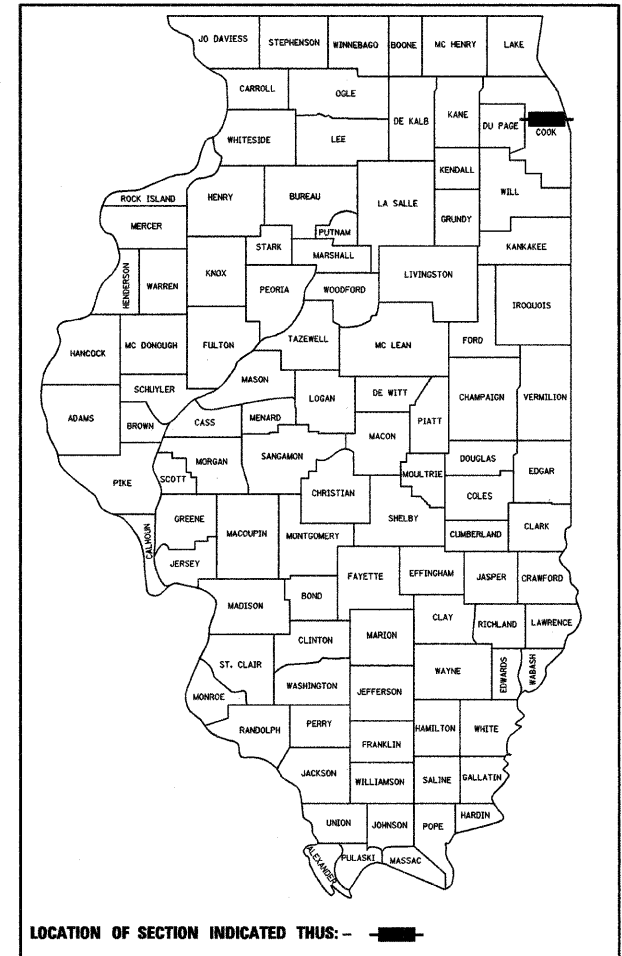 JO DAVIESS STEPHENSON WINNEBAGO BOONE MC HENRY LAKE
CARROLL OGLE
DE KALB KANE DU PAGE COOK
WHITESIDE LEE
KENDALL WILL
ROCK ISLAND HENRY BUREAU LA SALLE
GRUNDY
MERCER PUTNAM
STARK MARSHALL KANKAKEE
HENDERSON WARREN KNOX PEORIA WOODFORD LIVINGSTON
IROQUOIS
HANCOCK MC DONOUGH FULTON TAZEWELL MC LEAN FORD
MASON
SCHUYLER LOGAN DE WITT CHAMPAIGN VERMILION
ADAMS BROWN CASS MENARD PIATT
MACON
MORGAN SANGAMON DOUGLAS
PIKE SCOTT MOULTRIE EDGAR
CHRISTIAN COLES
GREENE SHELBY
CALHOUN MACOUPIN MONTGOMERY CUMBERLAND CLARK
JERSEY
FAYETTE EFFINGHAM JASPER CRAWFORD
MADISON BOND
CLAY RICHLAND LAWRENCE
CLINTON MARION
ST. CLAIR WAYNE EDWARDS WABASH
WASHINGTON JEFFERSON
MONROE
RANDOLPH PERRY HAMILTON WHITE
FRANKLIN
JACKSON WILLIAMSON SALINE GALLATIN
HARDIN
UNION JOHNSON POPE
ALEXANDER PULASKI MASSAC
LOCATION OF SECTION INDICATED THUS: -